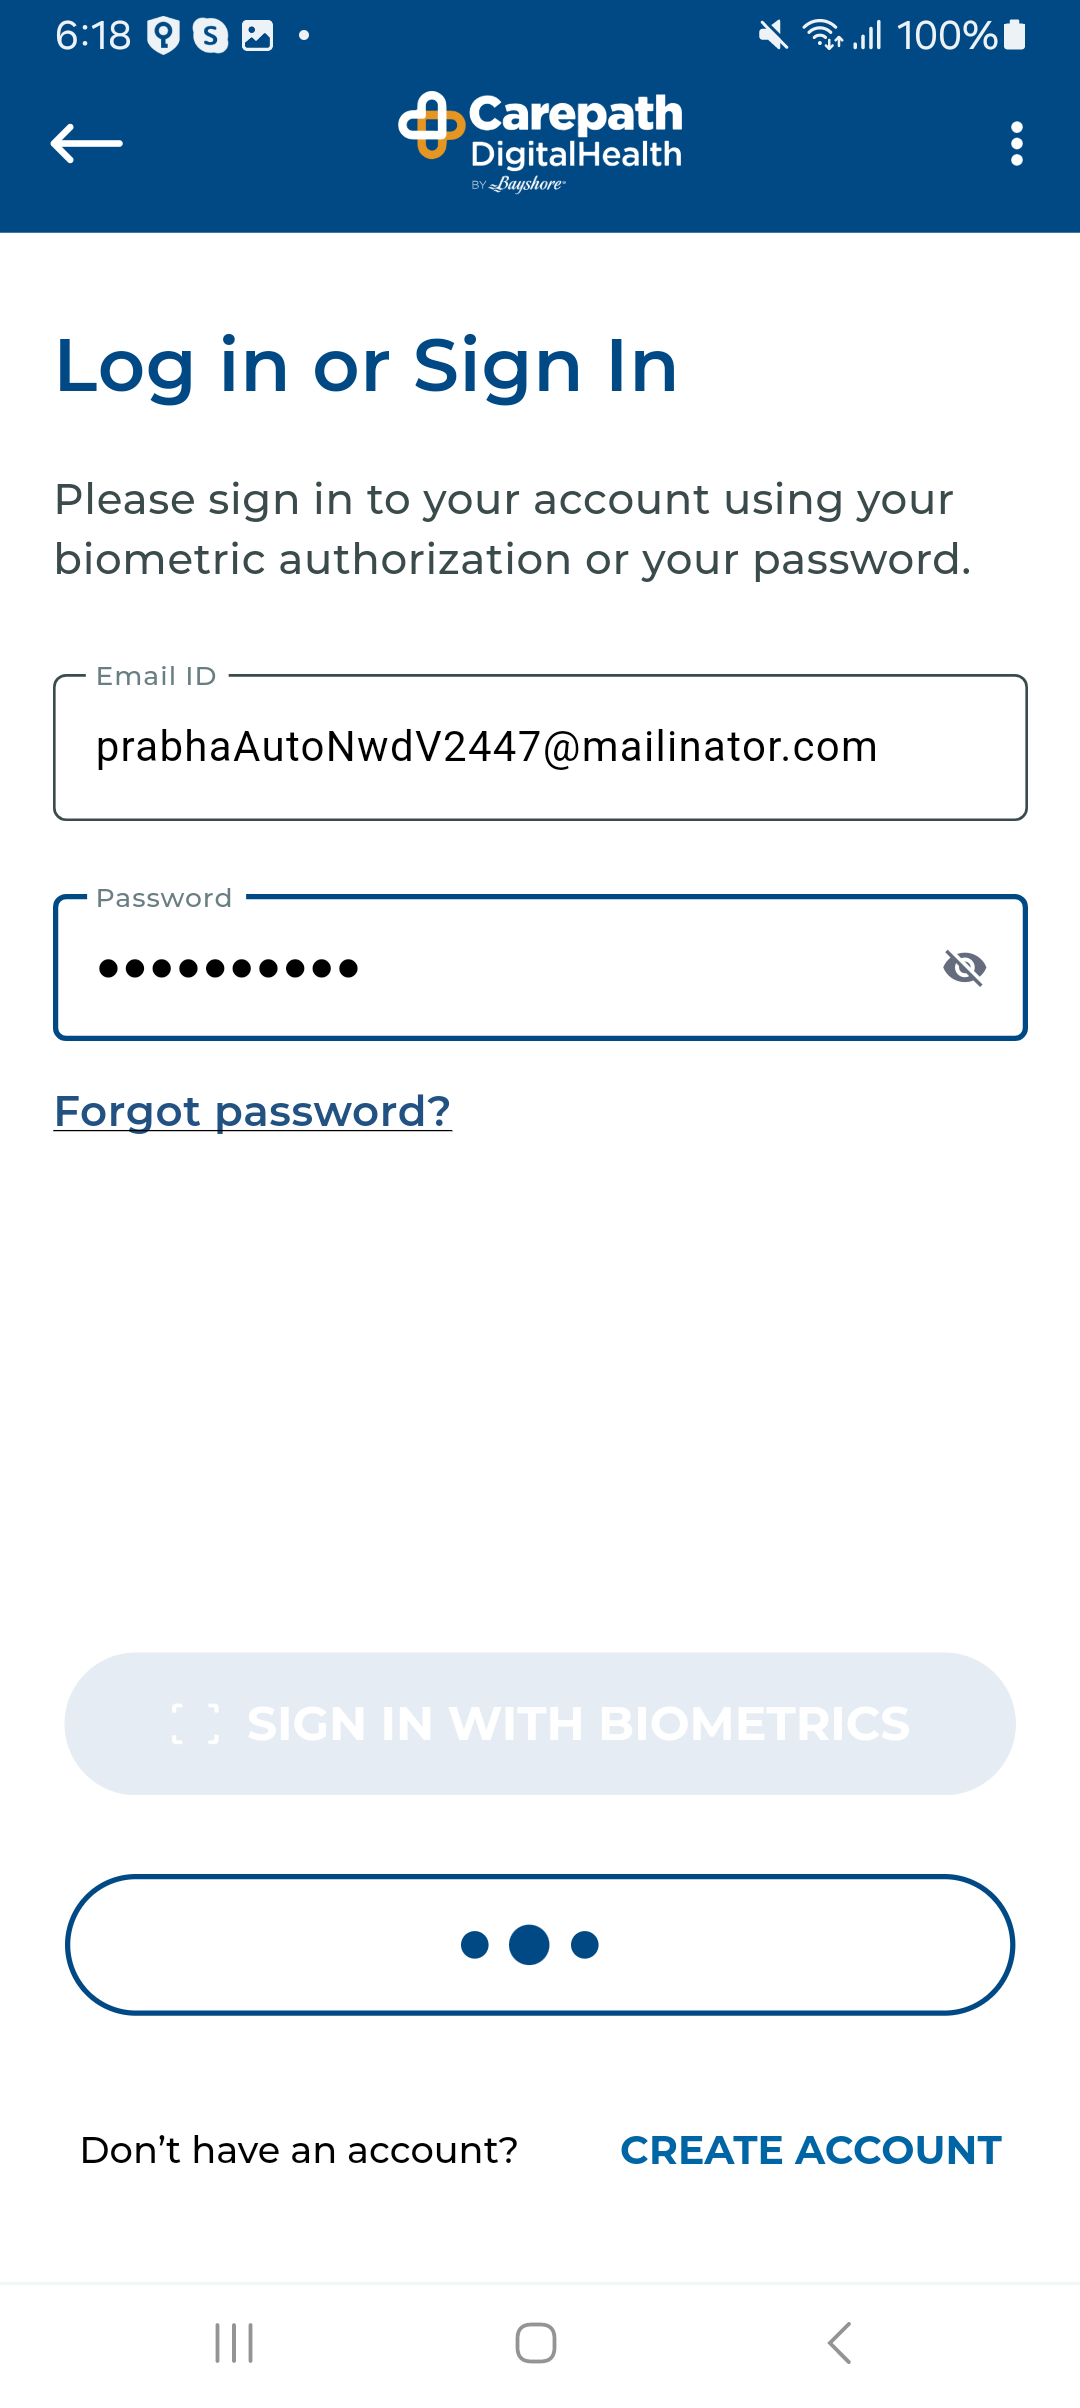 6:18 S 100%
Carepath
DigitalHealth
BY Bayshore™
Log in or Sign In
Please sign in to your account using your
biometric authorization or your password.
Email ID
prabhaAutoNwdV2447@mailinator.com
Password
••••••••••
Forgot password?
SIGN IN WITH BIOMETRICS
Don’t have an account? CREATE ACCOUNT